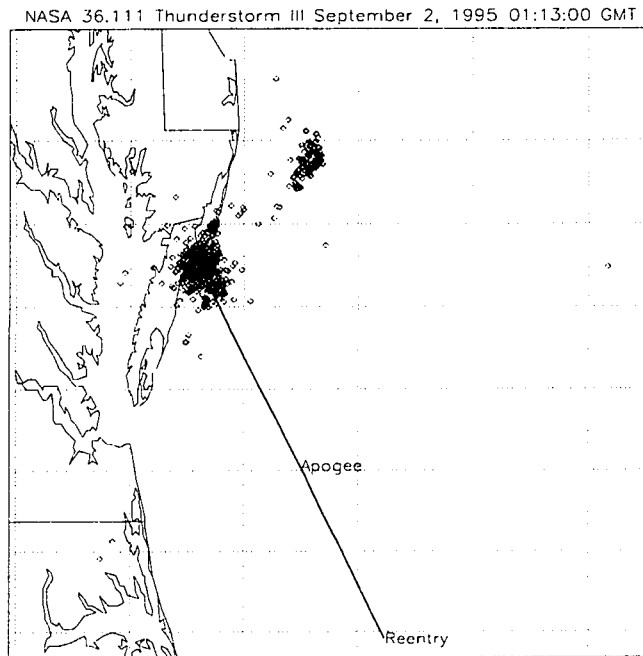 NASA 36.111 Thunderstorm III September 2, 1995 01:13:00 GMT
Apogee
Reentry